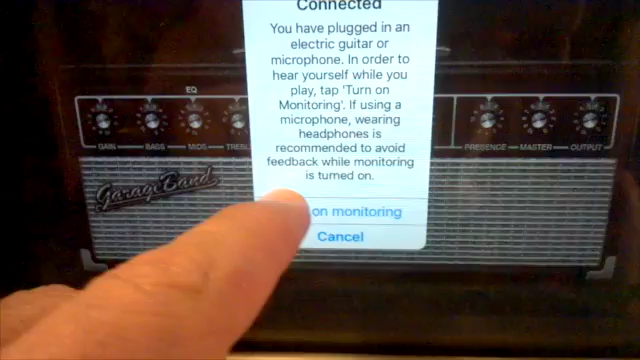 Connected
You have plugged in an
electric guitar or
microphone. In order to
hear yourself while you
play, tap 'Turn on
Monitoring'. If using a
microphone, wearing
headphones is
recommended to avoid
feedback while monitoring
is turned on.
on monitoring
Cancel
EQ
GAIN BASS MIDS TREBL PRESENCE MASTER OUTPUT
GarageBand